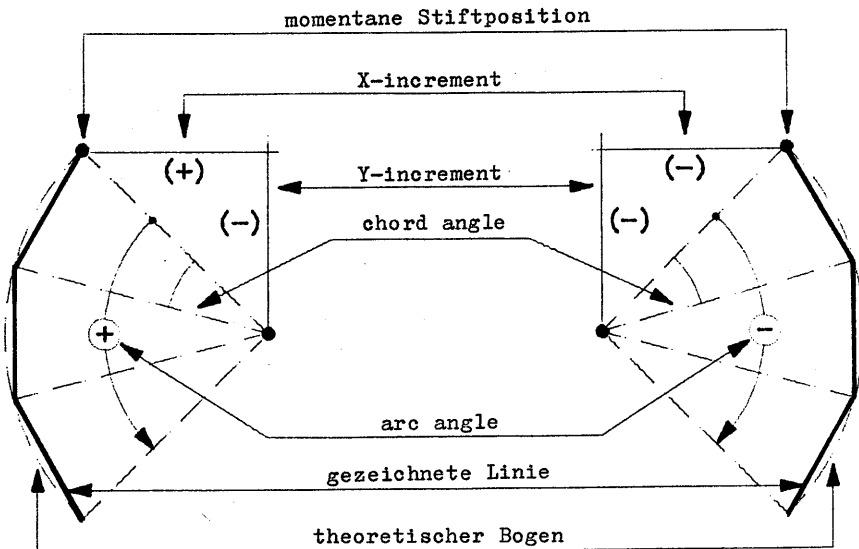 momentane Stiftposition
X-increment
(+) (-)
Y-increment
(-) (-)
chord angle
+ -
arc angle
gezeichnete Linie
theoretischer Bogen